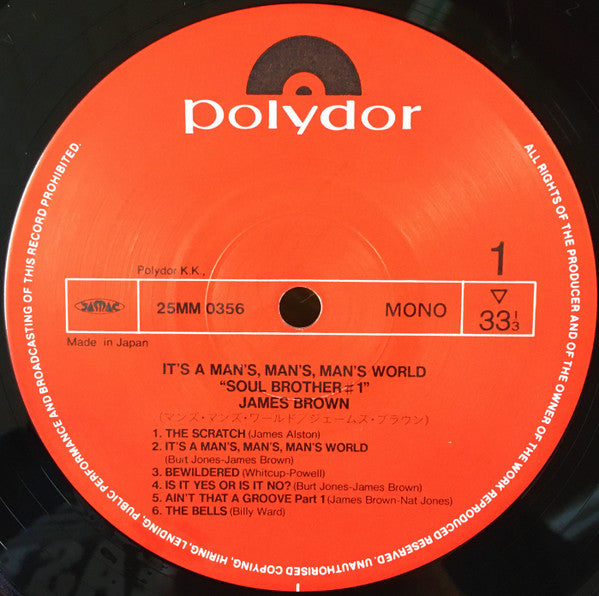 polydor
1
Polydor K.K.,
JASRAC
25MM 0356
MONO
33 1/3
Made in Japan
IT'S A MAN'S, MAN'S, MAN'S WORLD
"SOUL BROTHER #1"
JAMES BROWN
(マンズ・マンズ・ワールド/ジェームズ・ブラウン)
1. THE SCRATCH (James Alston)
2. IT'S A MAN'S, MAN'S, MAN'S WORLD
(Burt Jones-James Brown)
3. BEWILDERED (Whitcup-Powell)
4. IS IT YES OR IS IT NO? (Burt Jones-James Brown)
5. AIN'T THAT A GROOVE Part 1 (James Brown-Nat Jones)
6. THE BELLS (Billy Ward)
ALL RIGHTS OF THE PRODUCER AND OF THE OWNER OF THE WORK REPRODUCED RESERVED. UNAUTHORISED COPYING, HIRING, LENDING, PUBLIC PERFORMANCE AND BROADCASTING OF THIS RECORD PROHIBITED.